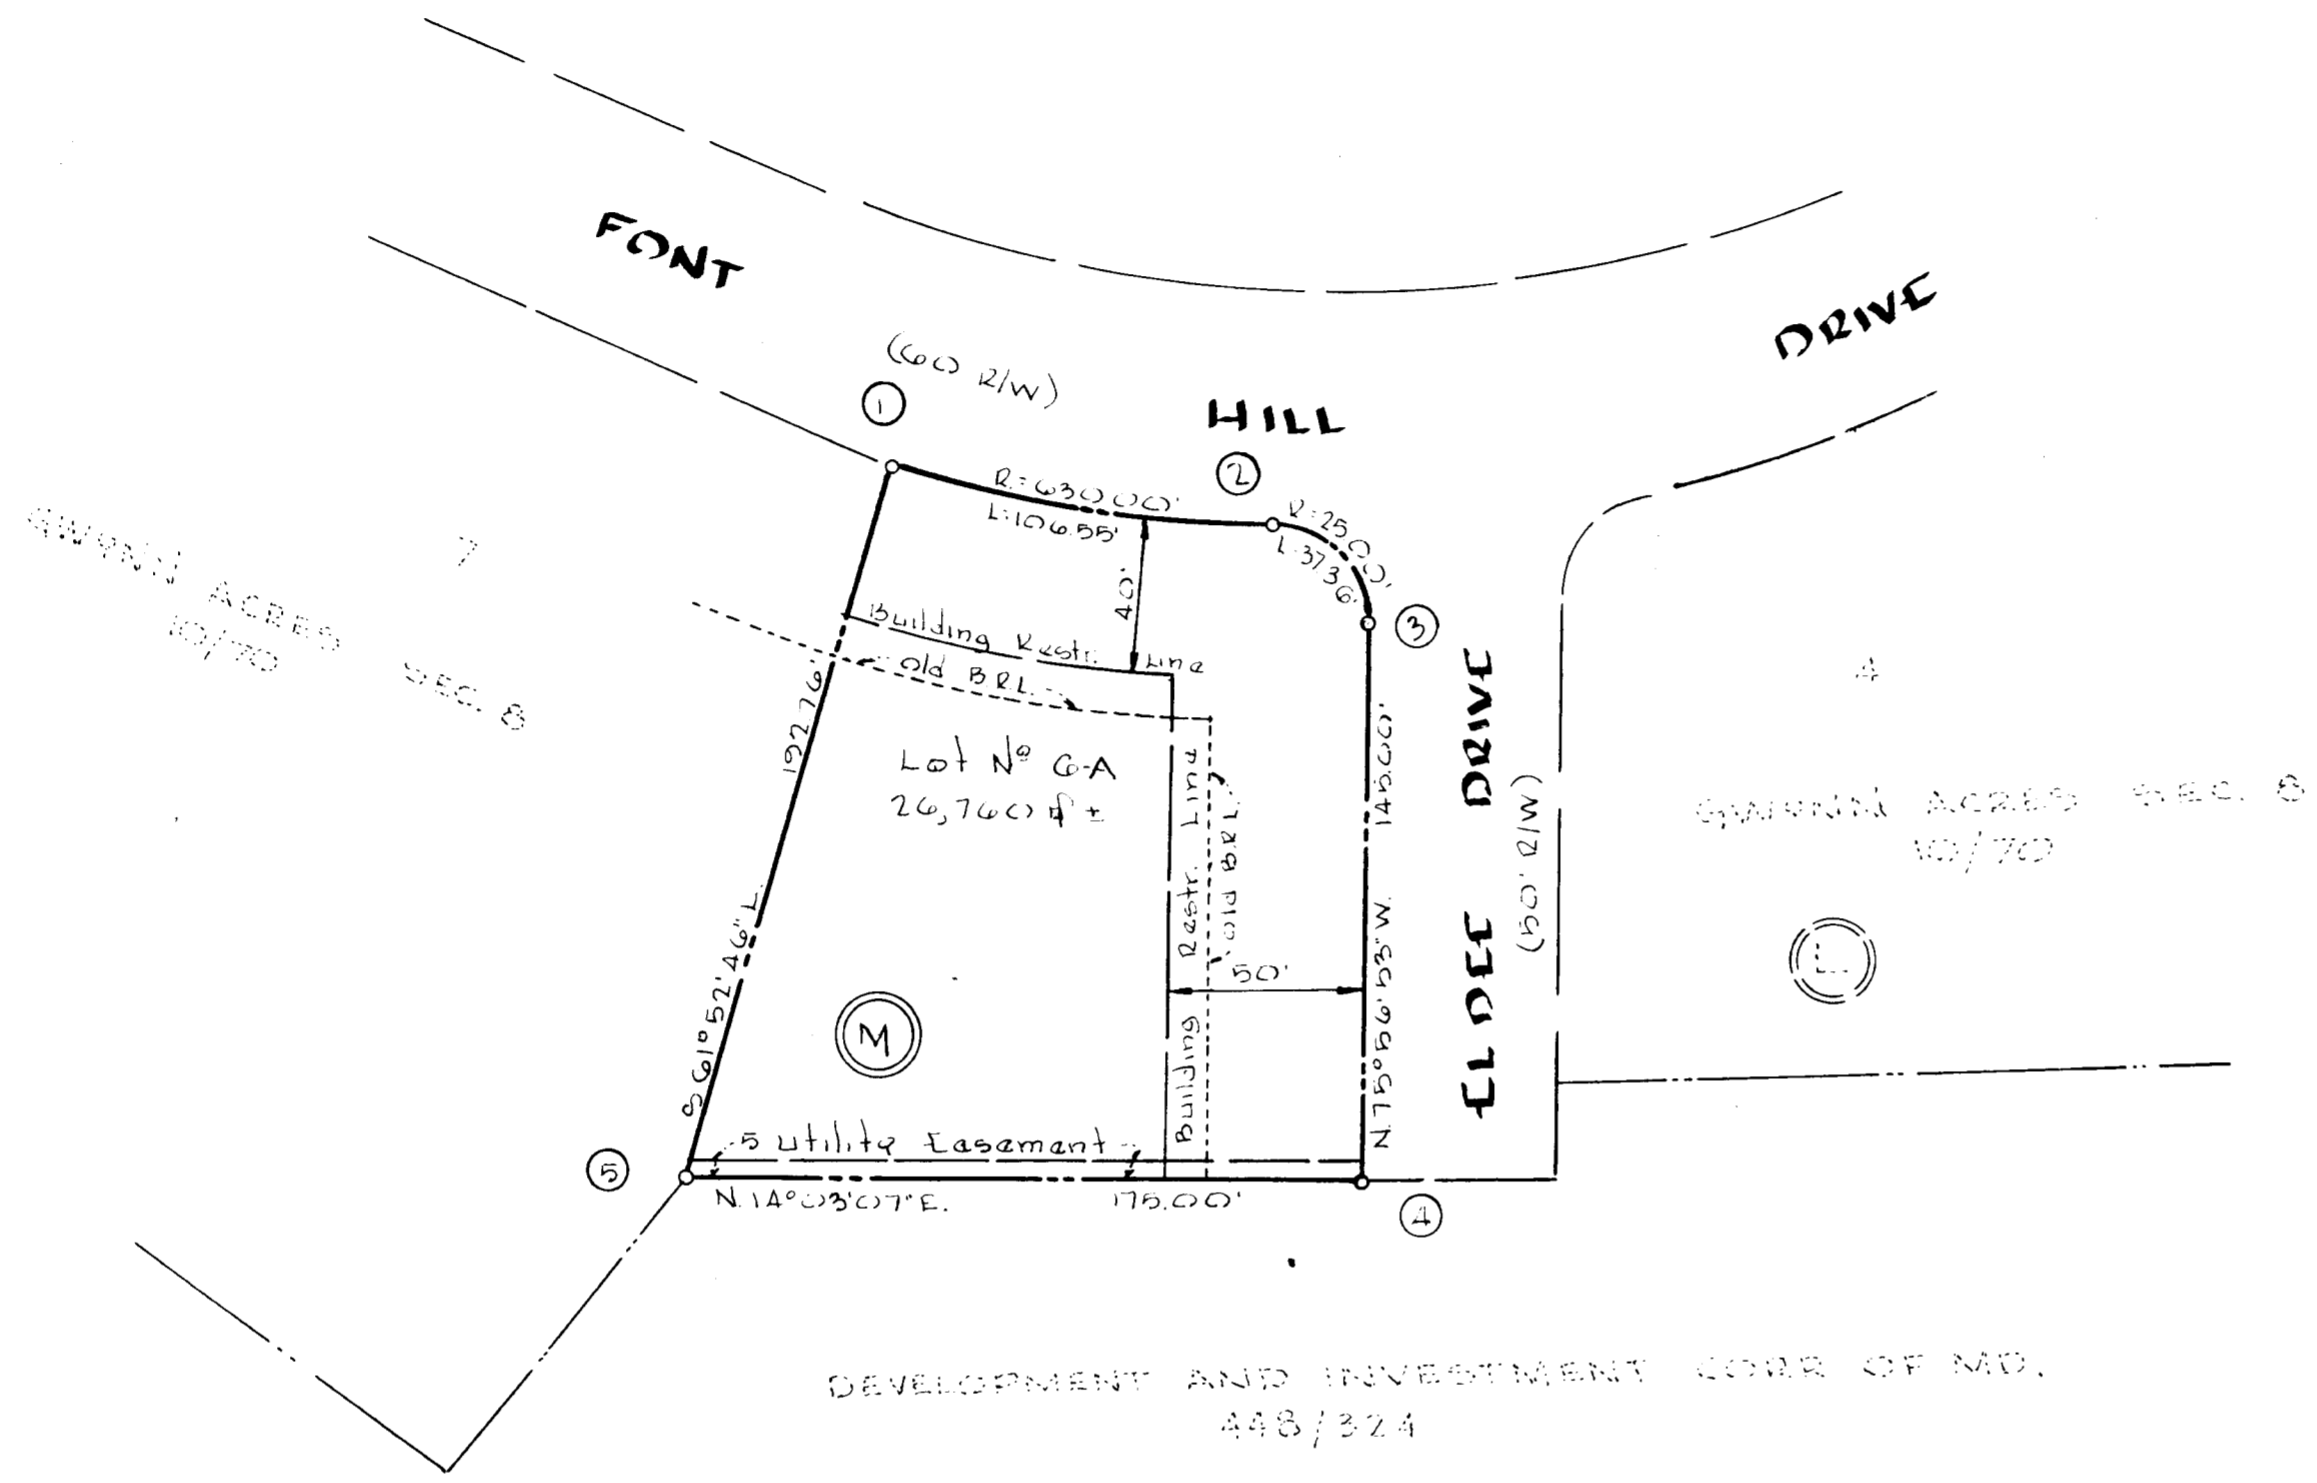 FONT
HILL
DRIVE
(60 R/W)
1
2
R.=630.00'
L=106.55'
R=25.00'
L.37.36'
3
40'
Building Restr. Line
Old B.R.L.
192.76'
S 61° 52' 46"
Lot Nº 6-A
26,760 ±
Building Restr. Line
Old B.R.L.
50'
145.00'
N. 75° 56' 53" W.
ELDEE DRIVE
(50' R/W)
M
5 Utility Easement
5
N. 14° 03' 07" E.
175.00'
4
7
GWYNN ACRES SEC. 8
10/70
4
GWYNN ACRES SEC. 8
10/70
L
DEVELOPMENT AND INVESTMENT CORP. OF MD.
448/324